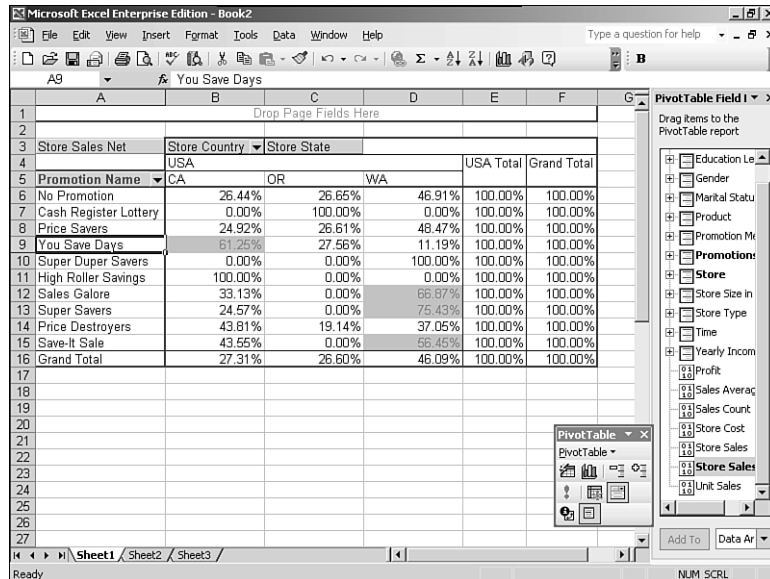 Microsoft Excel Enterprise Edition - Book2
File Edit View Insert Format Tools Data Window Help Type a question for help
A9 fx You Save Days
A B C D E F G
1 Drop Page Fields Here
2
3 Store Sales Net Store Country Store State
4 USA USA Total Grand Total
5 Promotion Name CA OR WA
6 No Promotion 26.44% 26.65% 46.91% 100.00% 100.00%
7 Cash Register Lottery 0.00% 100.00% 0.00% 100.00% 100.00%
8 Price Savers 24.92% 26.61% 48.47% 100.00% 100.00%
9 You Save Days 61.25% 27.56% 11.19% 100.00% 100.00%
10 Super Duper Savers 0.00% 0.00% 100.00% 100.00% 100.00%
11 High Roller Savings 100.00% 0.00% 0.00% 100.00% 100.00%
12 Sales Galore 33.13% 0.00% 66.87% 100.00% 100.00%
13 Super Savers 24.57% 0.00% 75.43% 100.00% 100.00%
14 Price Destroyers 43.81% 19.14% 37.05% 100.00% 100.00%
15 Save-It Sale 43.55% 0.00% 56.45% 100.00% 100.00%
16 Grand Total 27.31% 26.60% 46.09% 100.00% 100.00%
17
18
19
20
21
22
23
24
25
26
27
PivotTable Field l
Drag items to the
PivotTable report
Education Le
Gender
Marital Statu
Product
Promotion Me
Promotions
Store
Store Size in
Store Type
Time
Yearly Incom
Profit
Sales Averag
Sales Count
Store Cost
Store Sales
Store Sales
Unit Sales
Add To Data Ar
PivotTable
PivotTable
Sheet1 Sheet2 Sheet3
Ready NUM SCRL